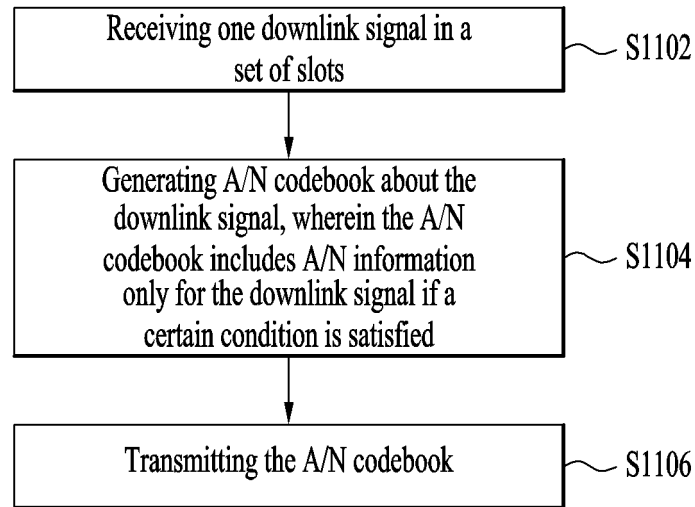 Receiving one downlink signal in a
set of slots
S1102
Generating A/N codebook about the
downlink signal, wherein the A/N
codebook includes A/N information
only for the downlink signal if a
certain condition is satisfied
S1104
Transmitting the A/N codebook
S1106